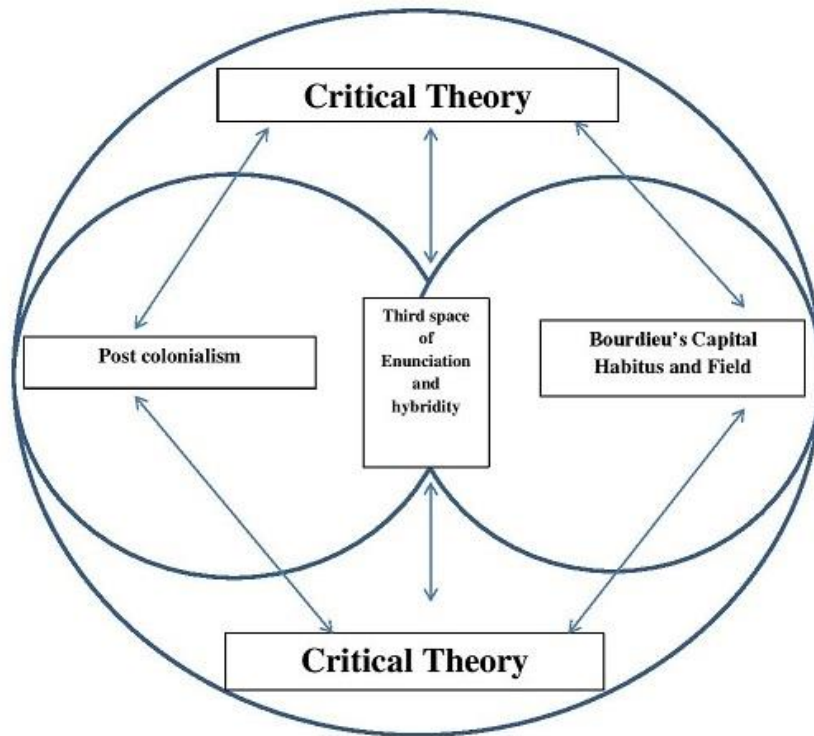 Critical Theory
Third space
of
Enunciation
and
hybridity
Post colonialism
Bourdieu's Capital
Habitus and Field
Critical Theory